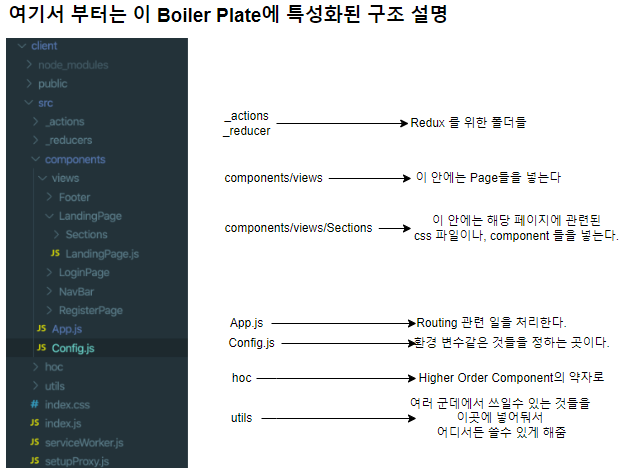 여기서 부터는 이 Boiler Plate에 특성화된 구조 설명
client
node_modules
public
src
_actions
_reducers
components
views
Footer
LandingPage
Sections
JS LandingPage.js
LoginPage
NavBar
RegisterPage
JS App.js
JS Config.js
hoc
utils
# index.css
JS index.js
JS serviceWorker.js
JS setupProxy.js
_actions
_reducer
Redux 를 위한 폴더들
components/views
이 안에는 Page들을 넣는다
components/views/Sections
이 안에는 해당 페이지에 관련된
css 파일이나, component 들을 넣는다.
App.js
Routing 관련 일을 처리한다.
Config.js
환경 변수같은 것들을 정하는 곳이다.
hoc
Higher Order Component의 약자로
utils
여러 군데에서 쓰일수 있는 것들을
이곳에 넣어둬서
어디서든 쓸수 있게 해줌